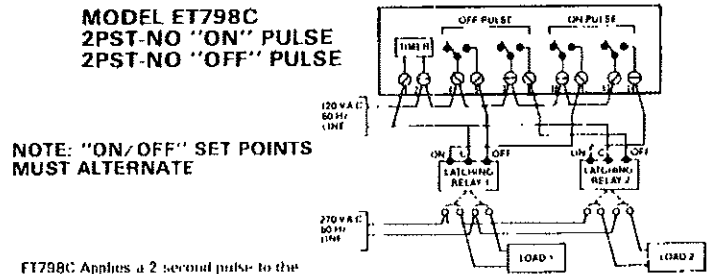 MODEL ET798C
2PST-NO "ON" PULSE
2PST-NO "OFF" PULSE
OFF PULSE
ON PULSE
TIMER
120 VAC
60 Hz
LINE
NOTE: "ON/OFF" SET POINTS
MUST ALTERNATE
ON
C
OFF
ON
C
OFF
LATCHING
RELAY 1
LATCHING
RELAY 2
270 VAC
60 Hz
LINE
LOAD 1
LOAD 2
ET798C Applies a 2 second pulse to the